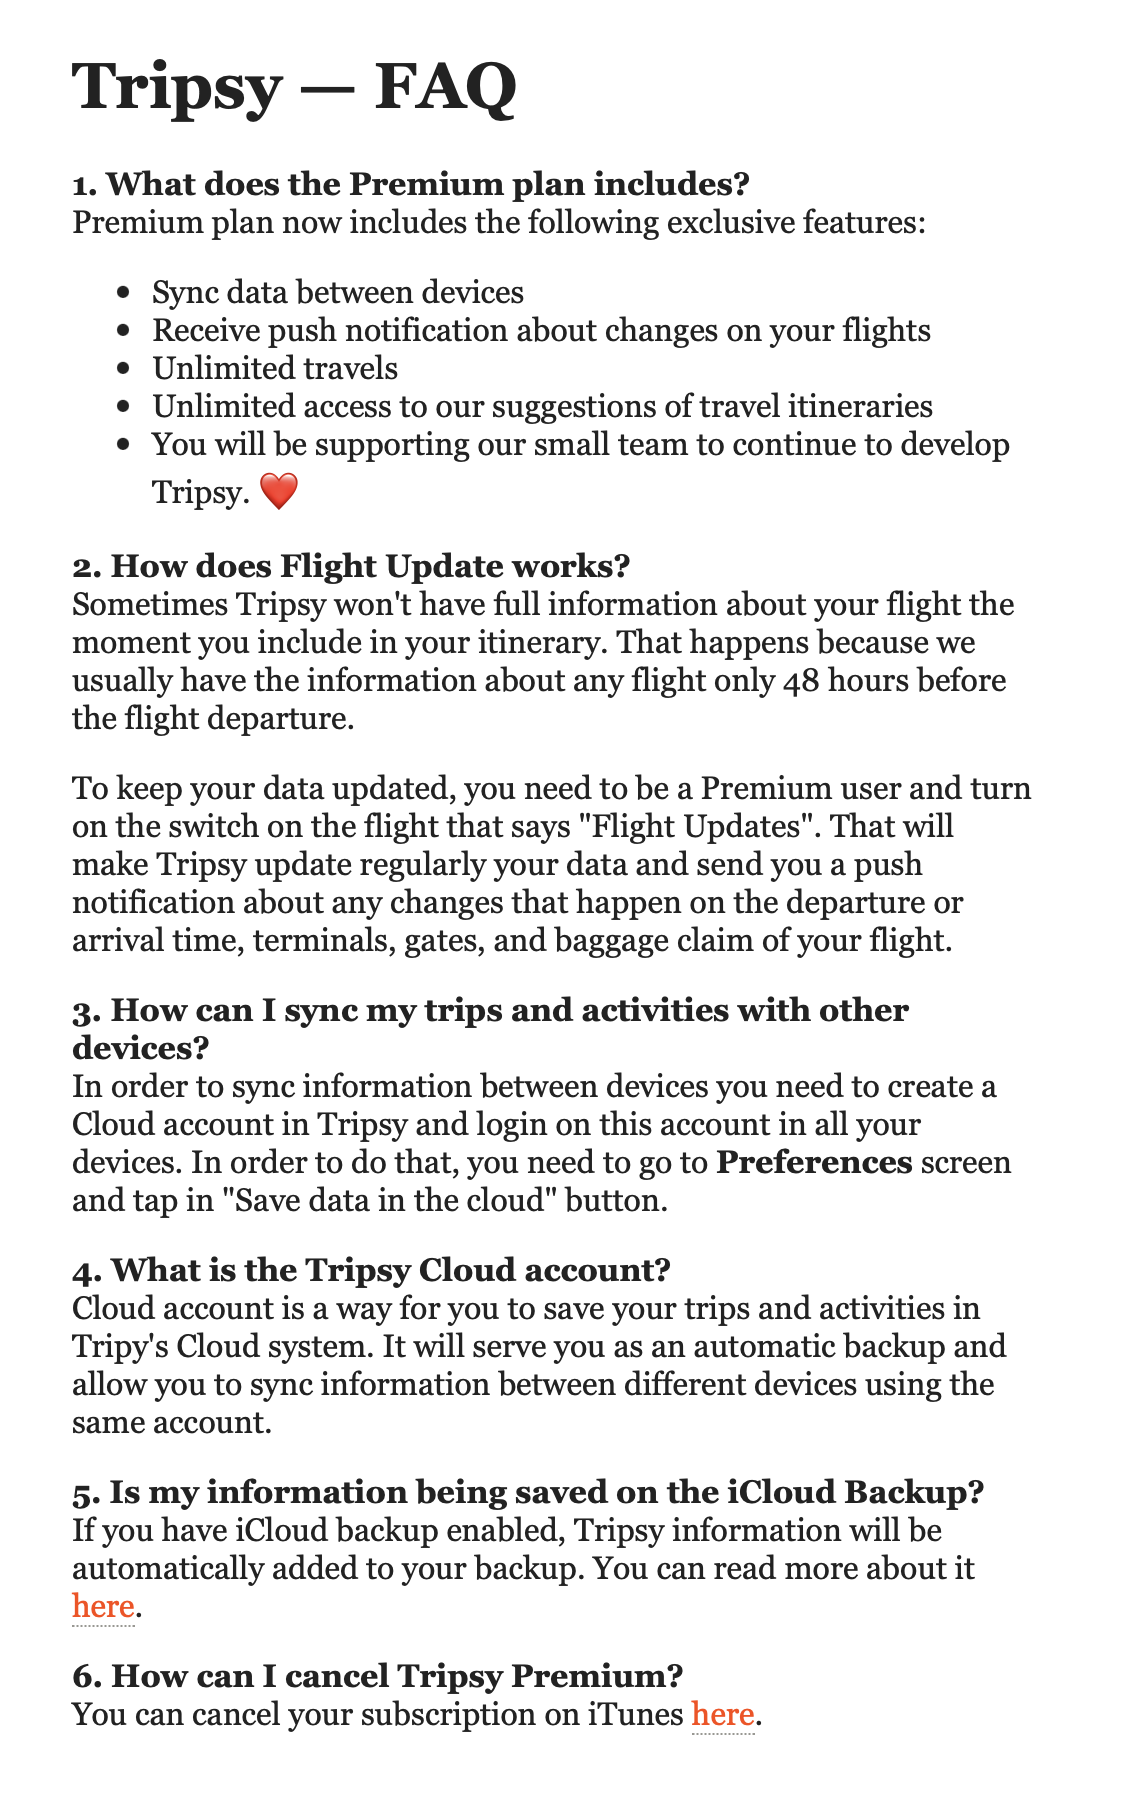 Tripsy — FAQ
1. What does the Premium plan includes?
Premium plan now includes the following exclusive features:
• Sync data between devices
• Receive push notification about changes on your flights
• Unlimited travels
• Unlimited access to our suggestions of travel itineraries
• You will be supporting our small team to continue to develop
Tripsy. ❤️
2. How does Flight Update works?
Sometimes Tripsy won't have full information about your flight the
moment you include in your itinerary. That happens because we
usually have the information about any flight only 48 hours before
the flight departure.
To keep your data updated, you need to be a Premium user and turn
on the switch on the flight that says "Flight Updates". That will
make Tripsy update regularly your data and send you a push
notification about any changes that happen on the departure or
arrival time, terminals, gates, and baggage claim of your flight.
3. How can I sync my trips and activities with other
devices?
In order to sync information between devices you need to create a
Cloud account in Tripsy and login on this account in all your
devices. In order to do that, you need to go to Preferences screen
and tap in "Save data in the cloud" button.
4. What is the Tripsy Cloud account?
Cloud account is a way for you to save your trips and activities in
Tripy's Cloud system. It will serve you as an automatic backup and
allow you to sync information between different devices using the
same account.
5. Is my information being saved on the iCloud Backup?
If you have iCloud backup enabled, Tripsy information will be
automatically added to your backup. You can read more about it
here.
6. How can I cancel Tripsy Premium?
You can cancel your subscription on iTunes here.